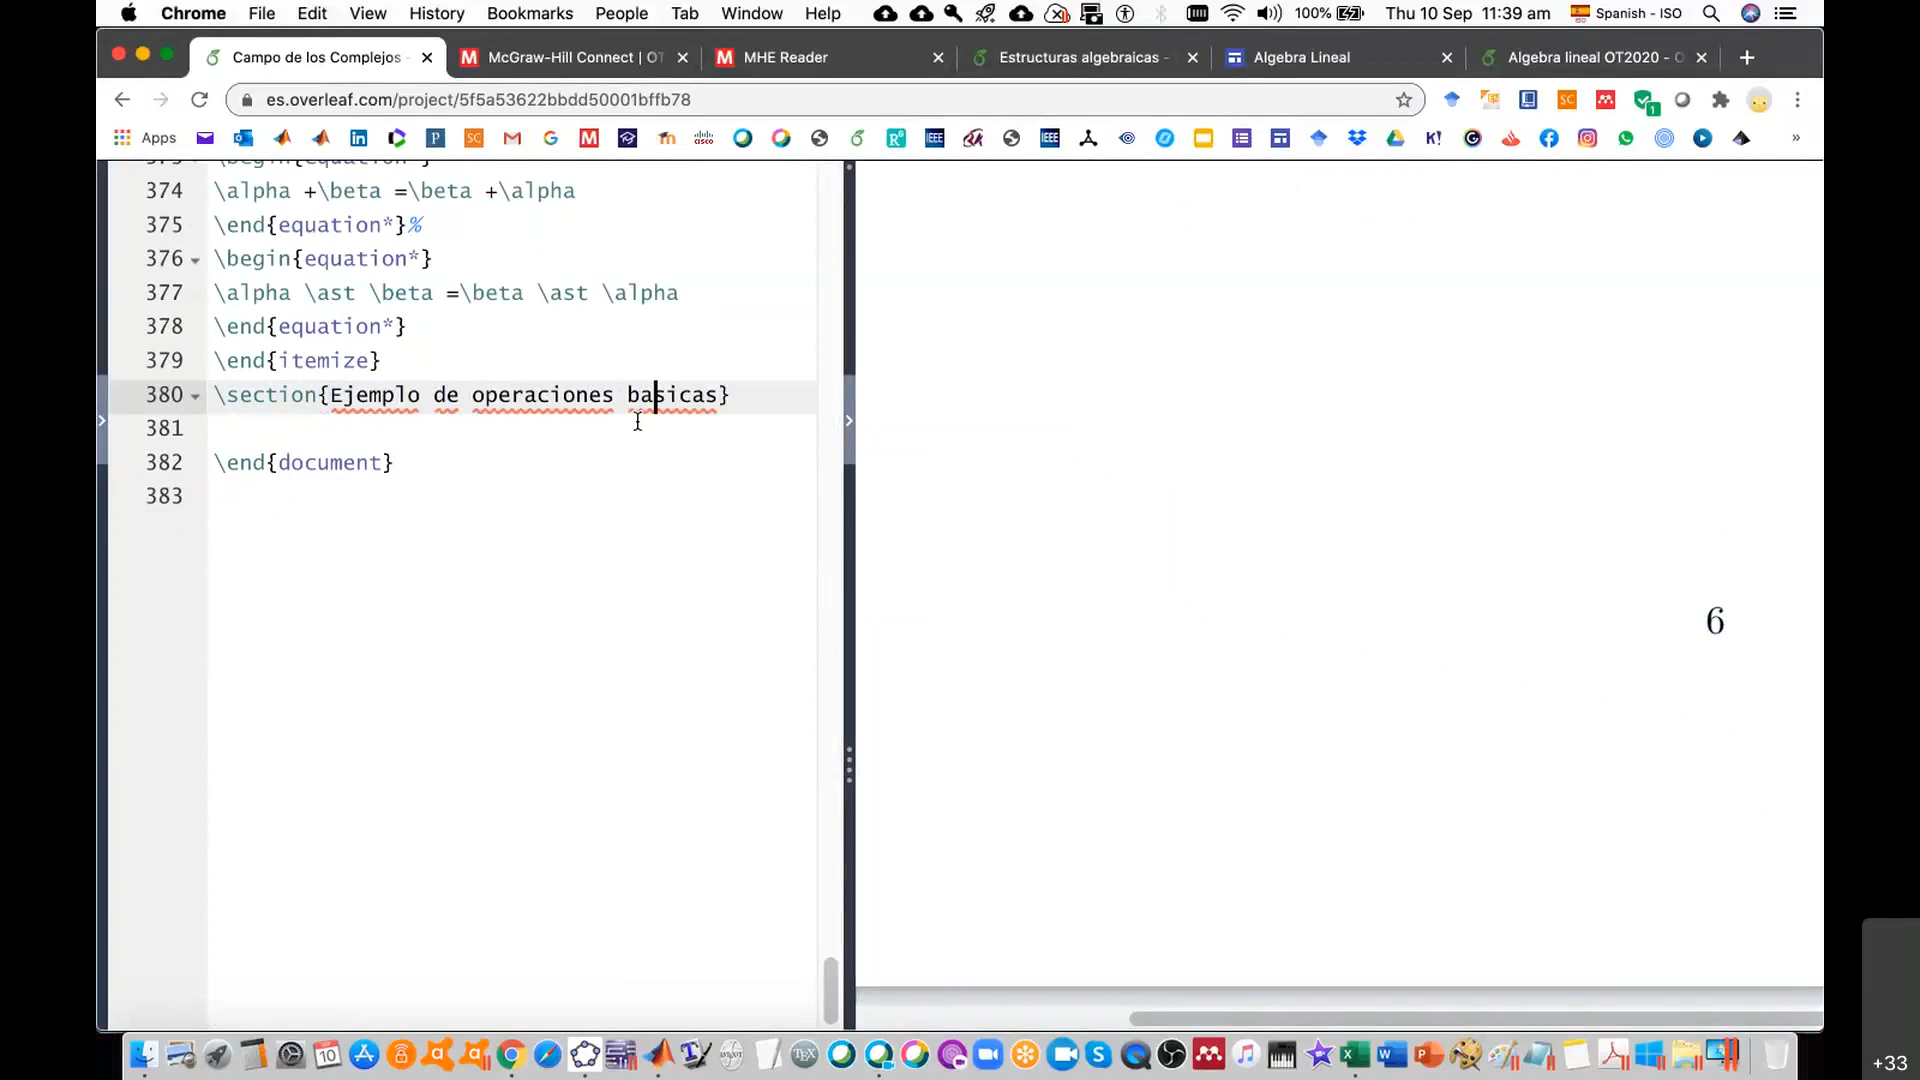 Chrome File Edit View History Bookmarks People Tab Window Help 100% Thu 10 Sep 11:39 am Spanish - ISO
Campo de los Complejos - McGraw-Hill Connect | OT MHE Reader Estructuras algebraicas - Algebra Lineal Algebra lineal OT2020 - O
es.overleaf.com/project/5f5a53622bbdd50001bffb78
Apps
374 \alpha +\beta =\beta +\alpha
375 \end{equation*}%
376 \begin{equation*}
377 \alpha \ast \beta =\beta \ast \alpha
378 \end{equation*}
379 \end{itemize}
380 \section{Ejemplo de operaciones basicas}
381
382 \end{document}
383
6
+33